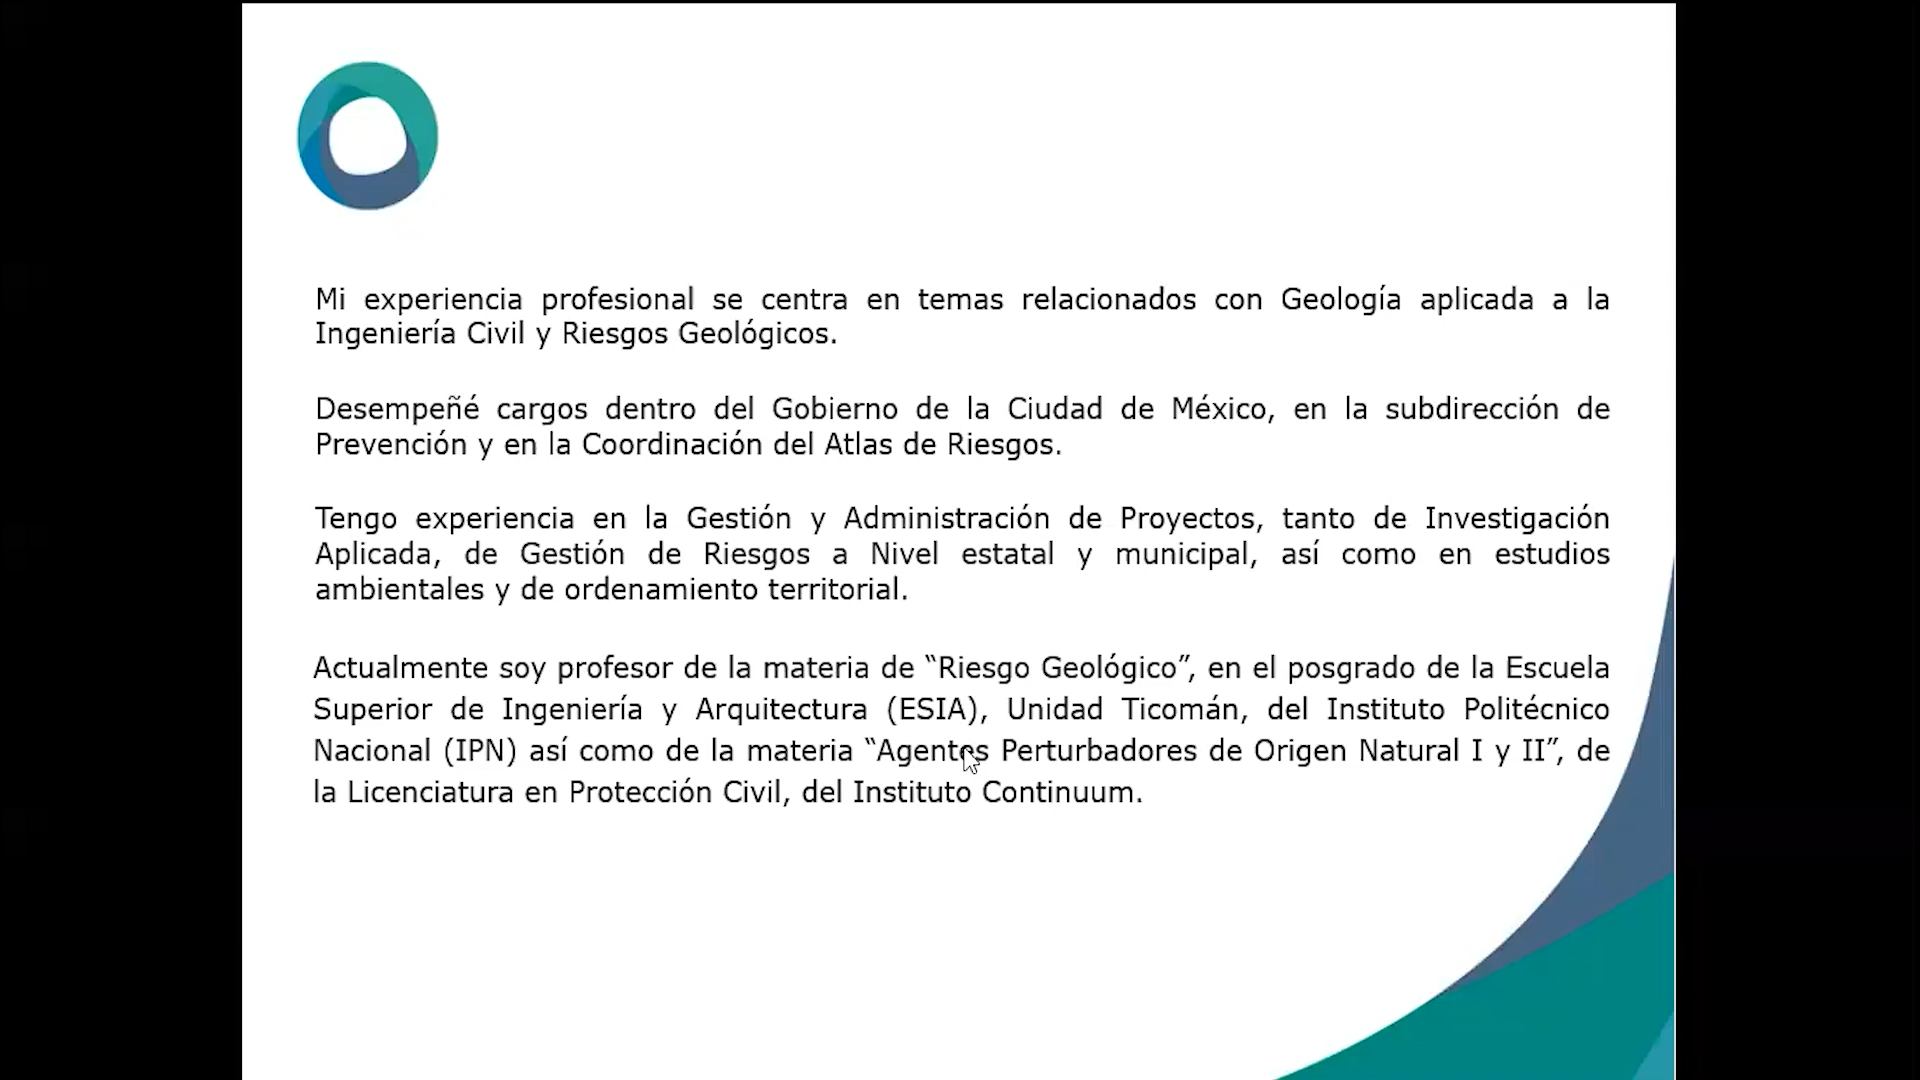 Mi experiencia profesional se centra en temas relacionados con Geología aplicada a la
Ingeniería Civil y Riesgos Geológicos.
Desempeñé cargos dentro del Gobierno de la Ciudad de México, en la subdirección de
Prevención y en la Coordinación del Atlas de Riesgos.
Tengo experiencia en la Gestión y Administración de Proyectos, tanto de Investigación
Aplicada, de Gestión de Riesgos a Nivel estatal y municipal, así como en estudios
ambientales y de ordenamiento territorial.
Actualmente soy profesor de la materia de “Riesgo Geológico”, en el posgrado de la Escuela
Superior de Ingeniería y Arquitectura (ESIA), Unidad Ticomán, del Instituto Politécnico
Nacional (IPN) así como de la materia “Agentes Perturbadores de Origen Natural I y II”, de
la Licenciatura en Protección Civil, del Instituto Continuum.